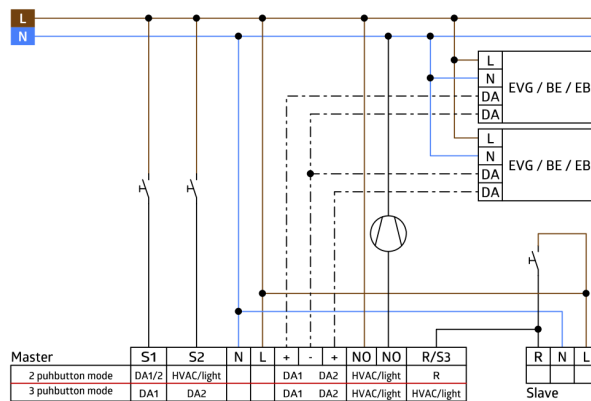 L
N
L
N
DA
DA
EVG / BE / EB
L
N
DA
DA
EVG / BE / EB
Master S1 S2 N L + - + NO NO R/S3 R N L
2 puhbutton mode DA1/2 HVAC/light DA1 DA2 HVAC/light R
3 puhbutton mode DA1 DA2 DA1 DA2 HVAC/light HVAC/light Slave